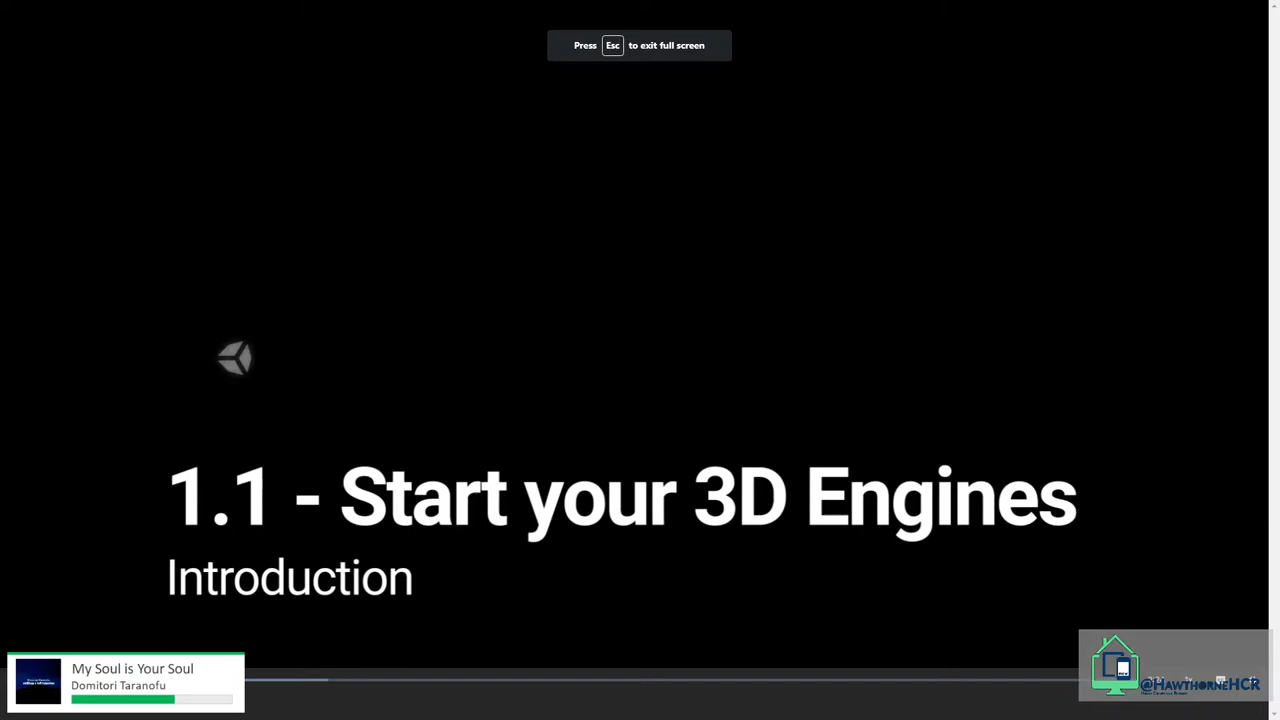 Press Esc to exit full screen
1.1 - Start your 3D Engines
Introduction
My Soul is Your Soul
Domitori Taranofu
@HawthorneHCR